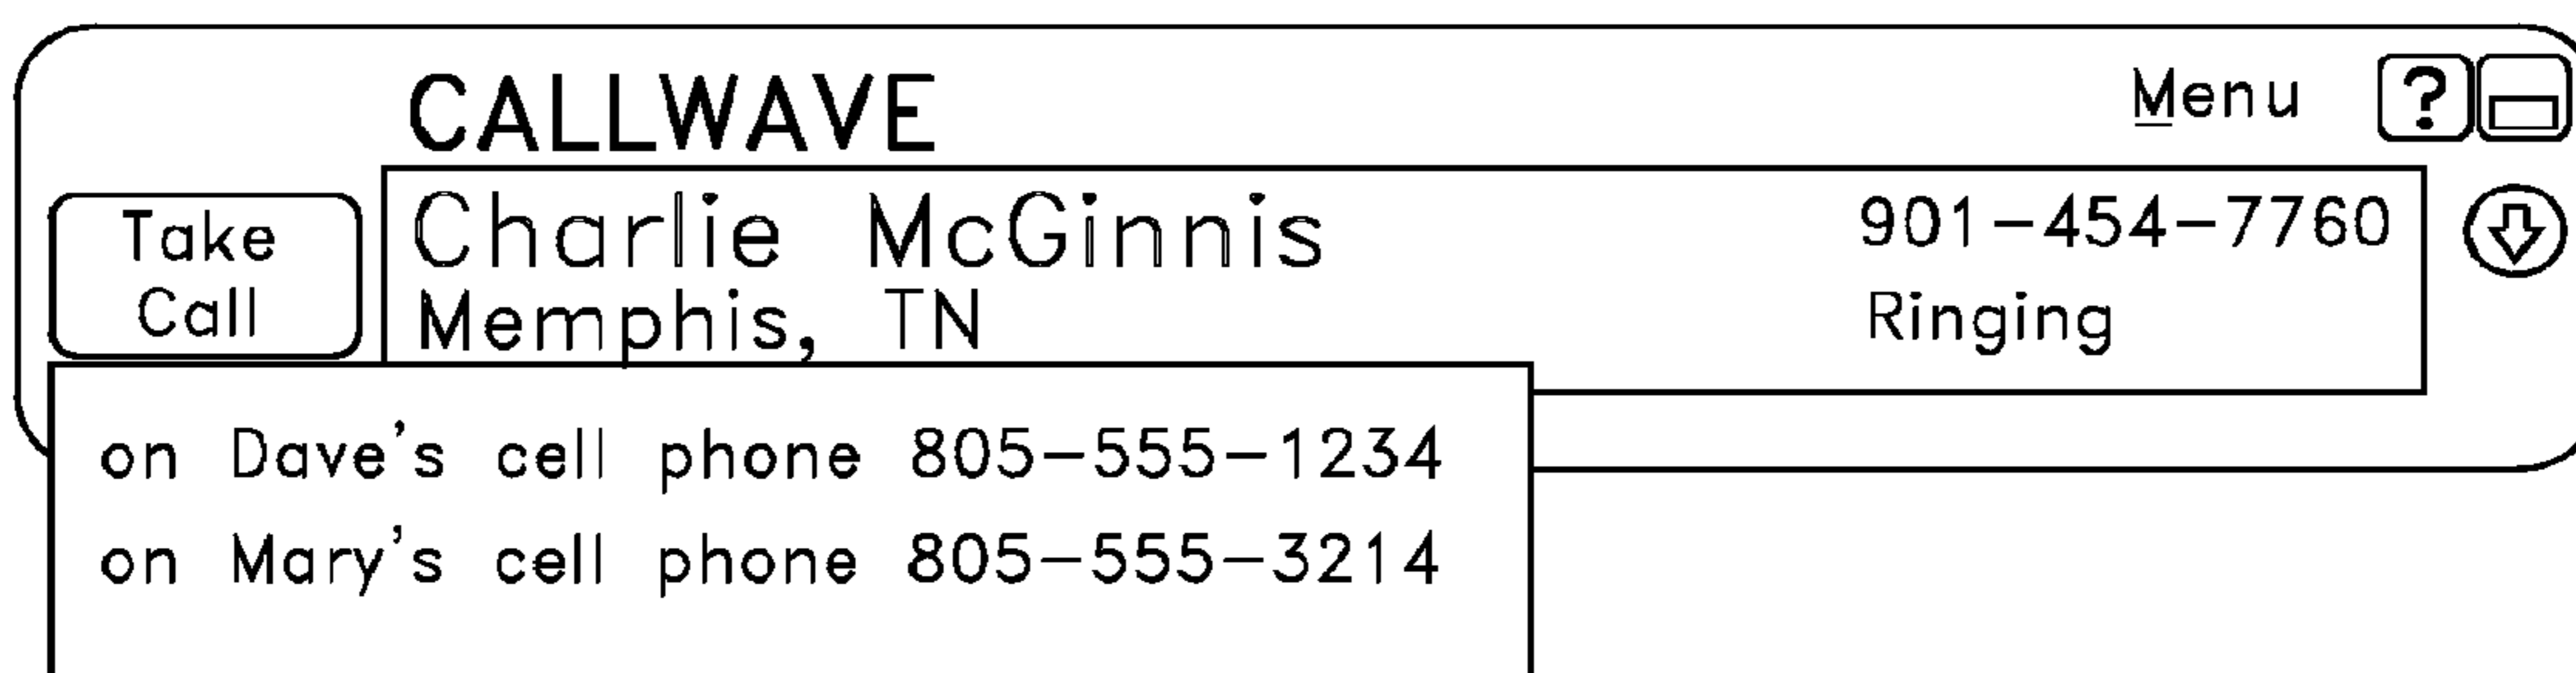 CALLWAVE
Menu ?
Take
Call
Charlie McGinnis 901-454-7760
Memphis, TN Ringing
on Dave's cell phone 805-555-1234
on Mary's cell phone 805-555-3214